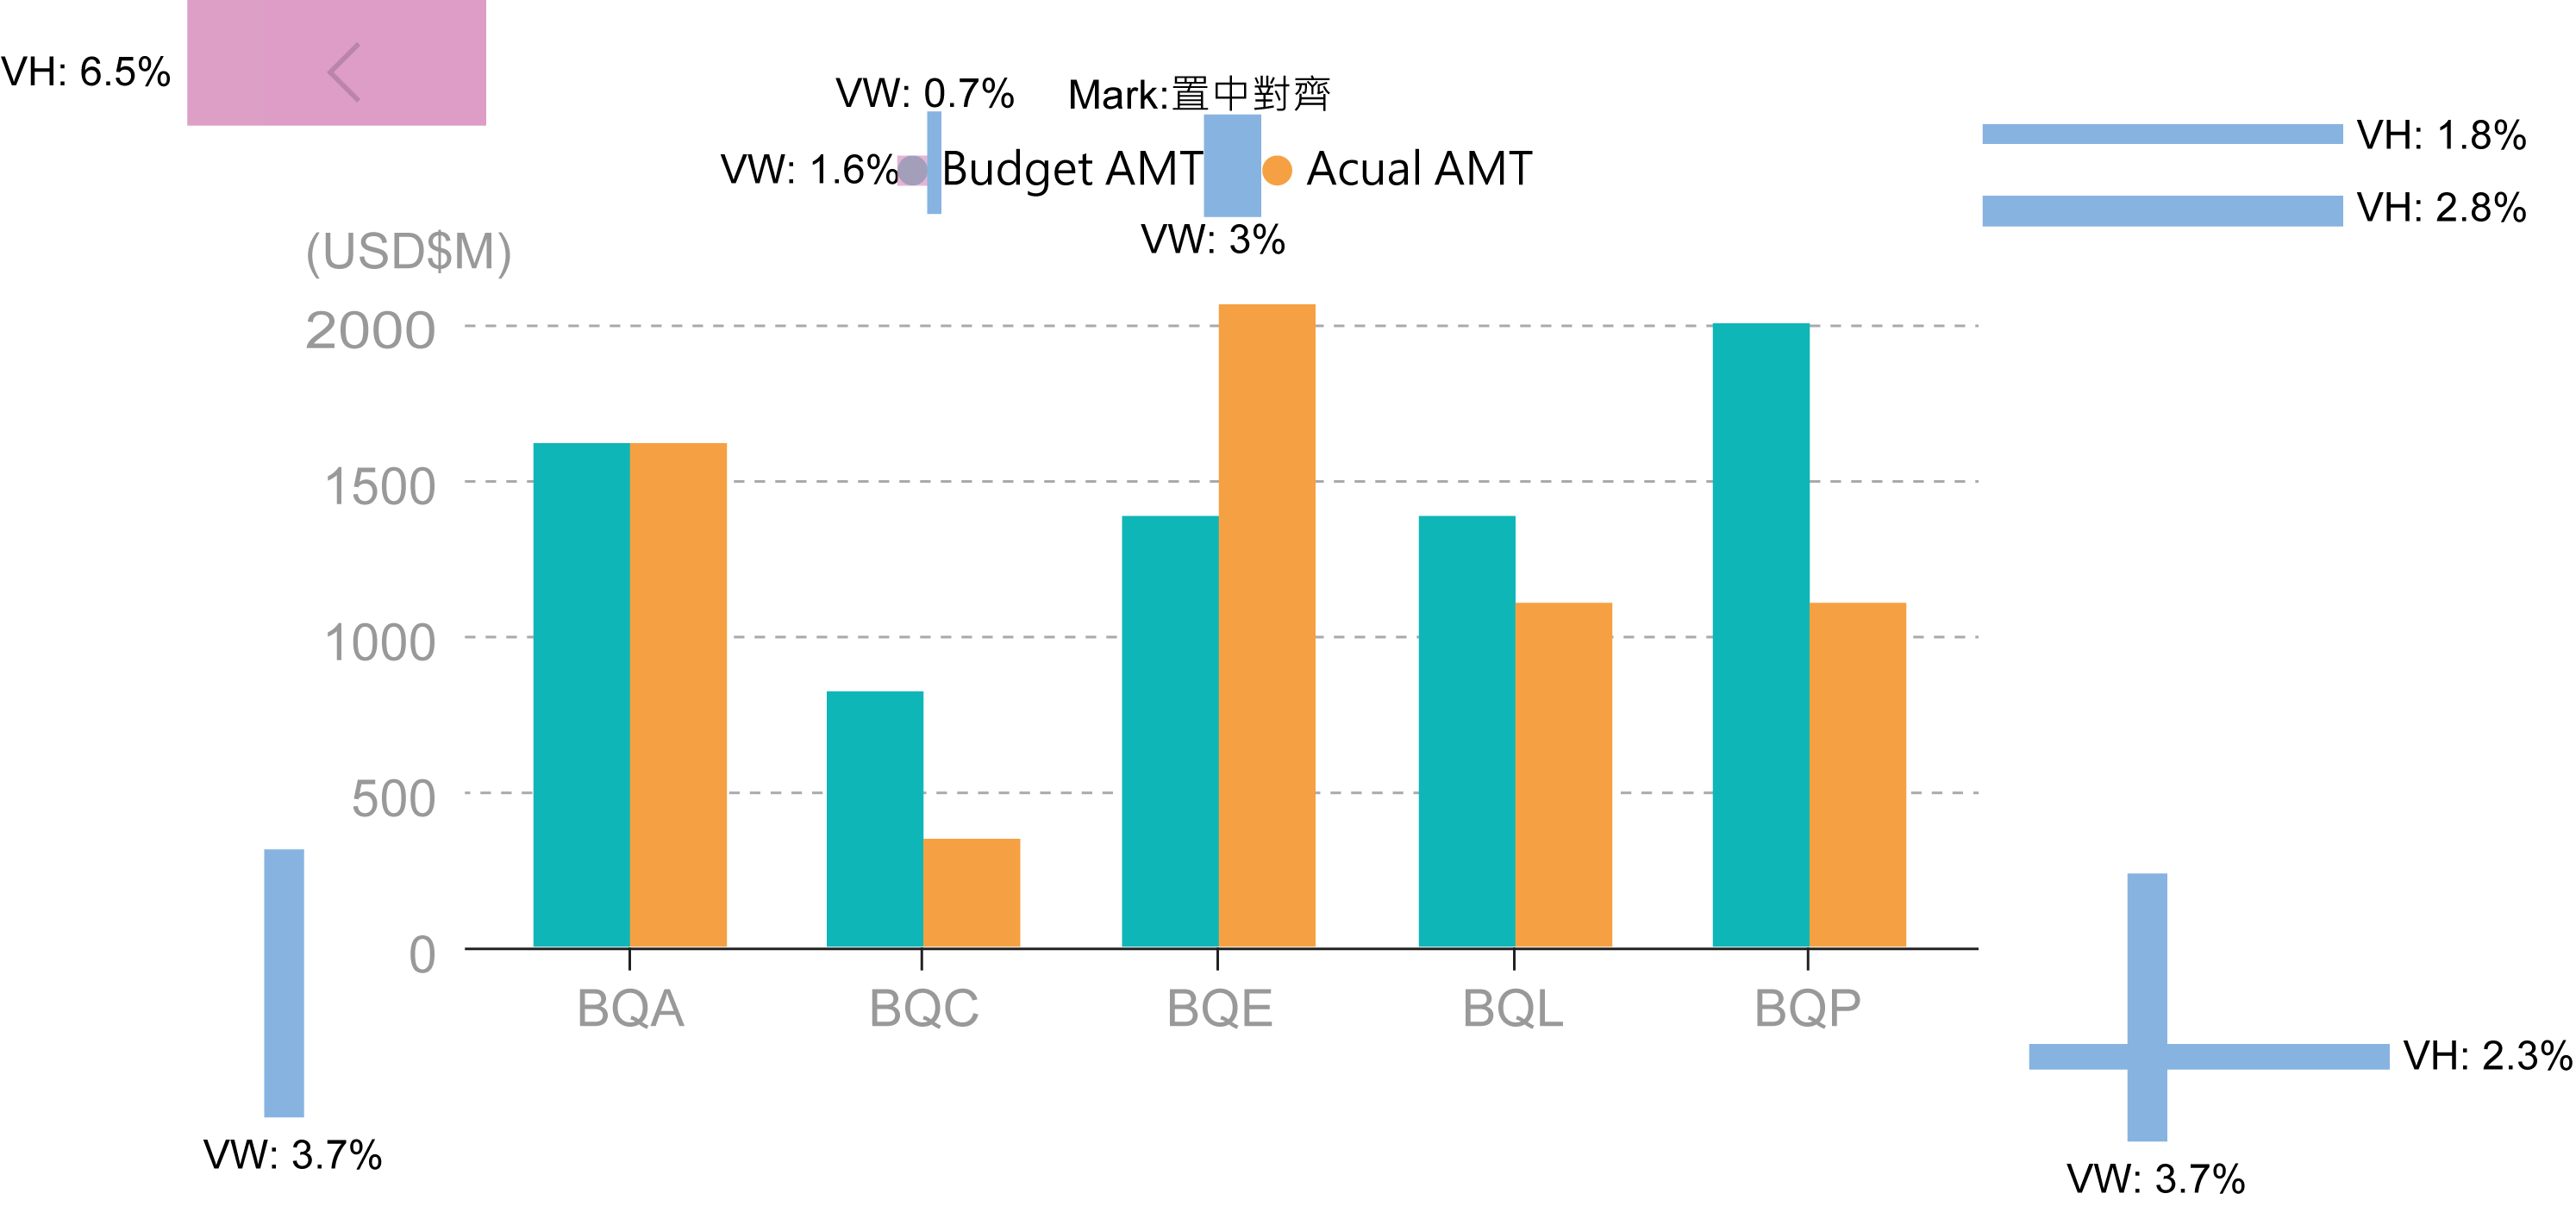 VH: 6.5%
VW: 0.7%
Mark:置中對齊
VH: 1.8%
VW: 1.6%
Budget AMT
Acual AMT
VH: 2.8%
VW: 3%
(USD$M)
2000
1500
1000
500
0
BQA
BQC
BQE
BQL
BQP
VH: 2.3%
VW: 3.7%
VW: 3.7%